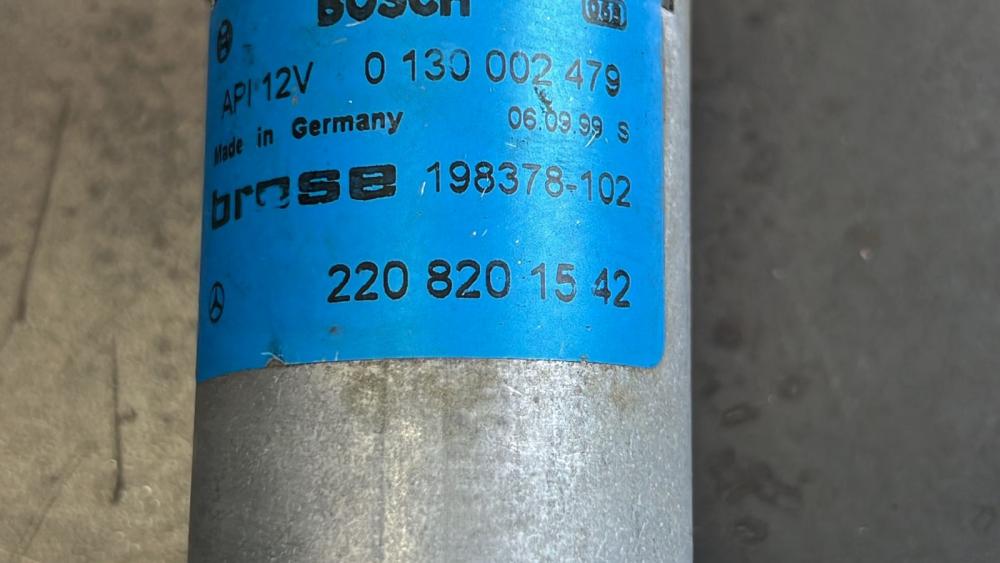 BOSCH
API 12V 0 130 002 479
Made in Germany 06.09.99 S
brose 198378-102
220 820 15 42